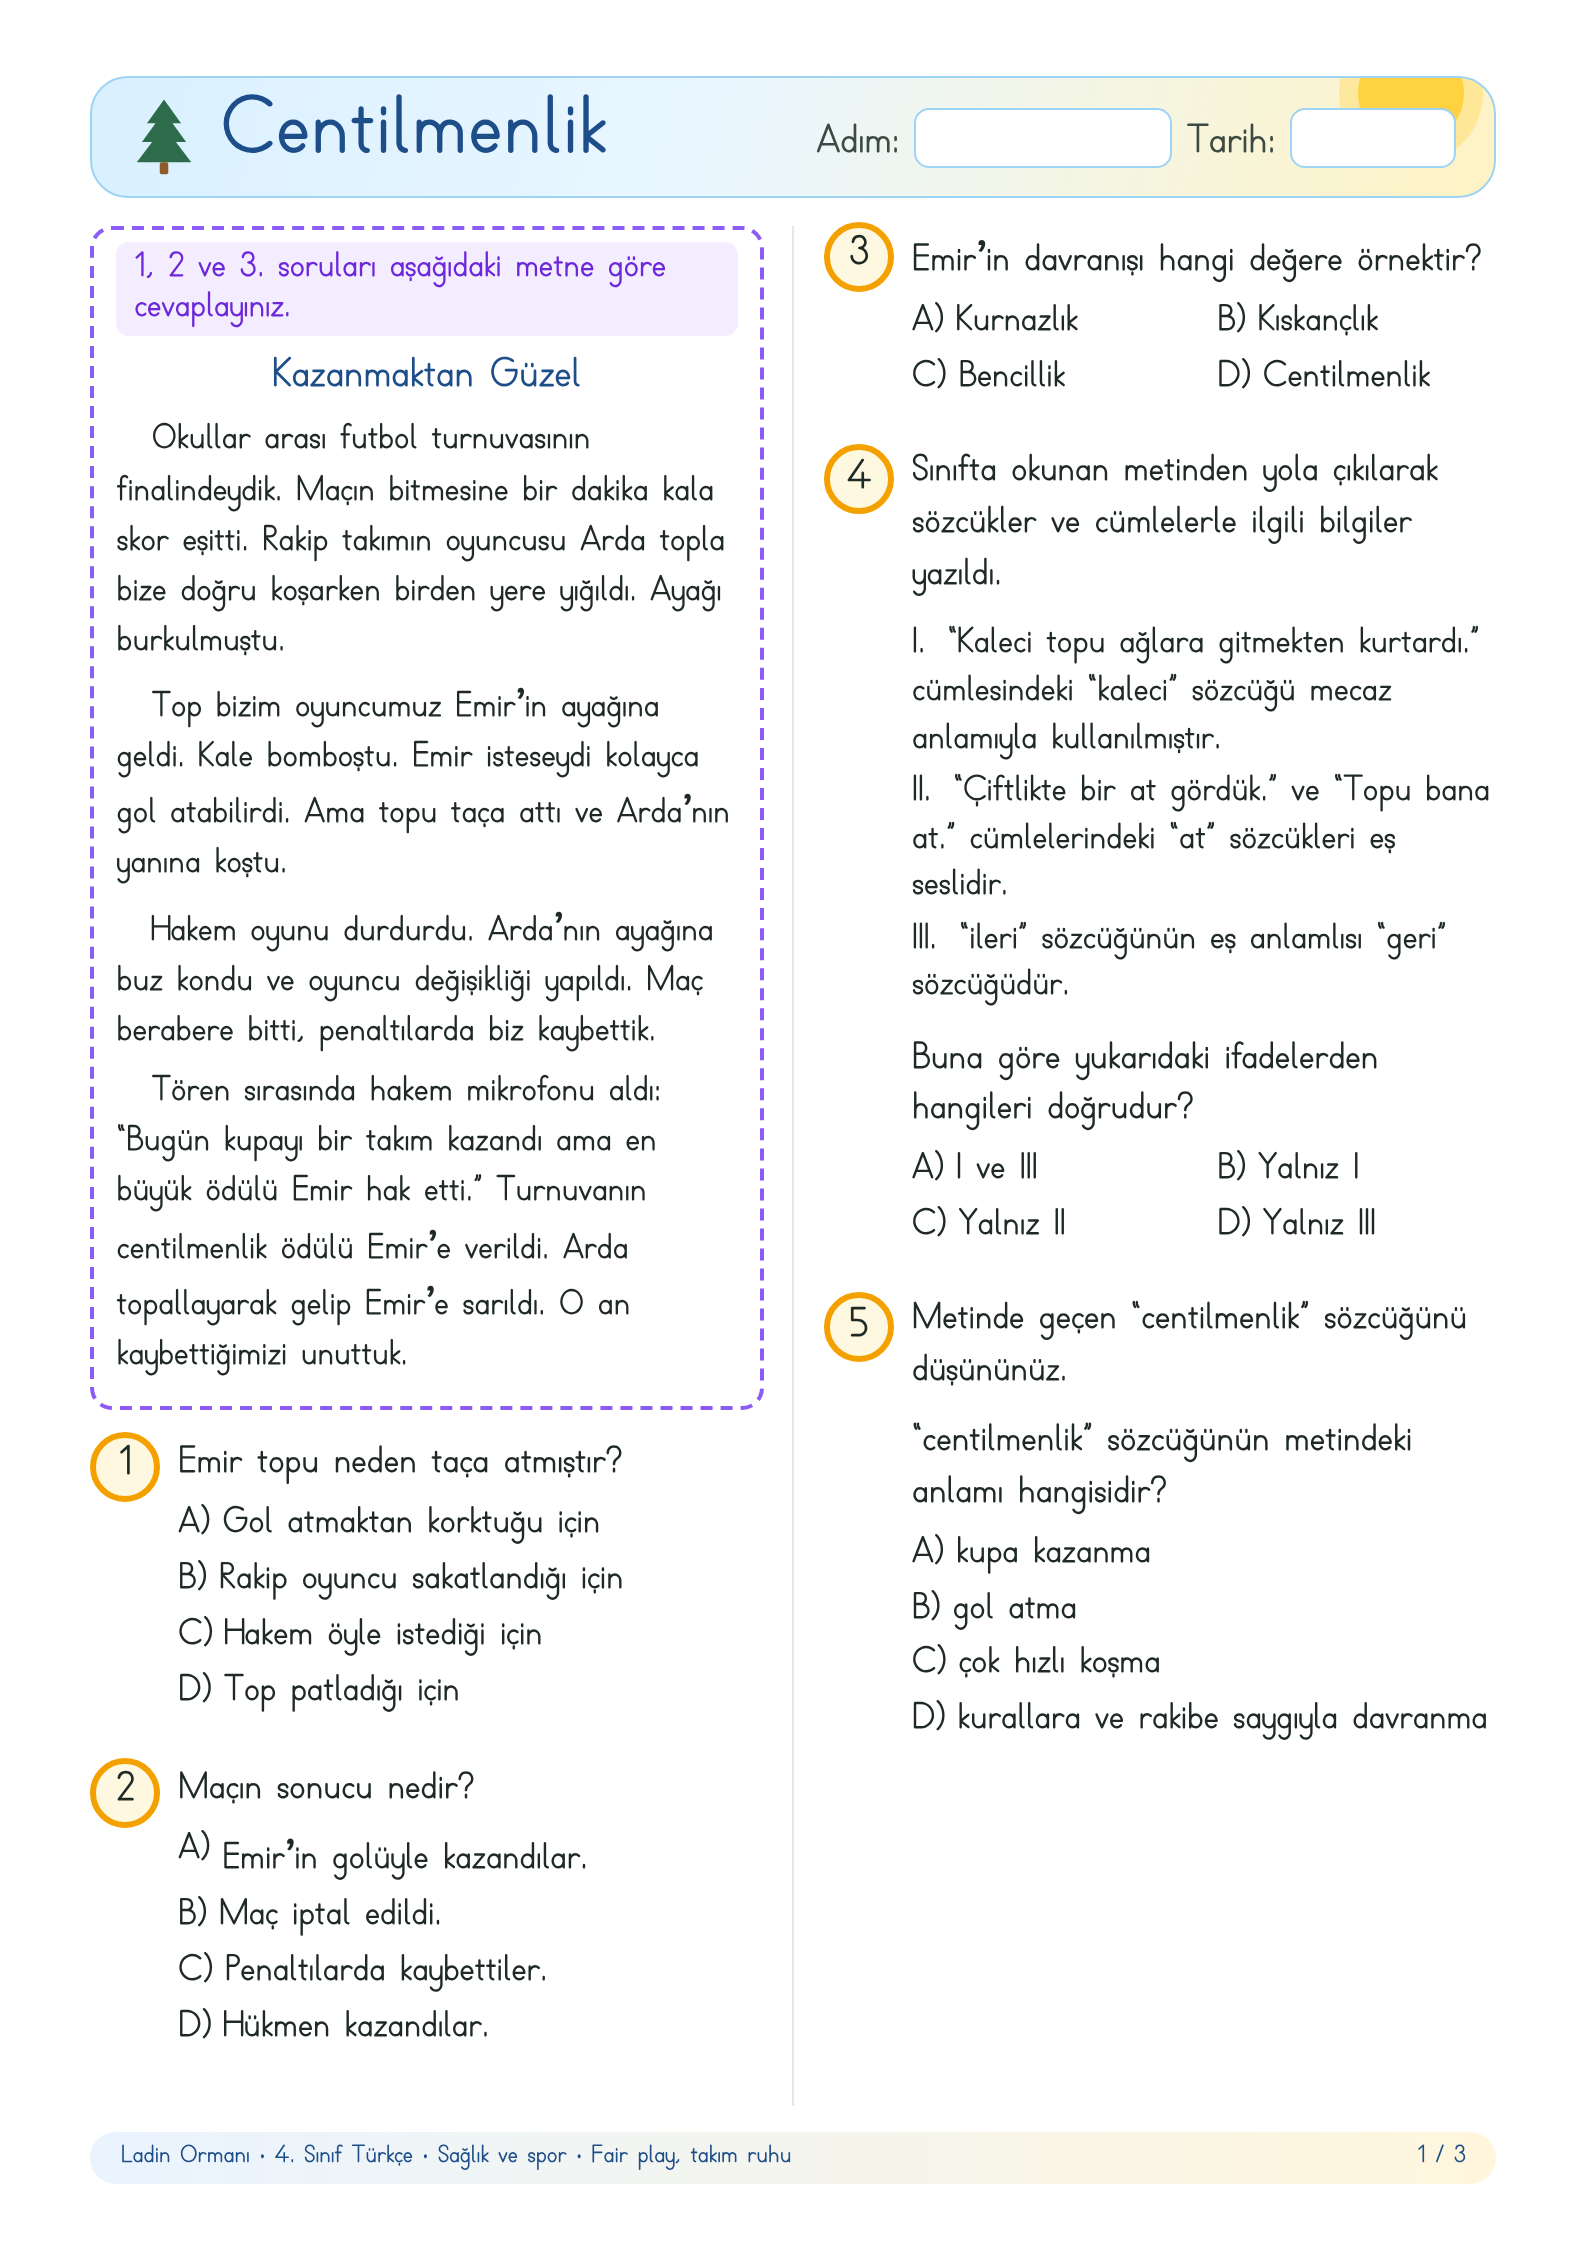 Centilmenlik
Adım:
Tarih:
1, 2 ve 3. soruları aşağıdaki metne göre
cevaplayınız.
Kazanmaktan Güzel
Okullar arası futbol turnuvasının
finalindeydik. Maçın bitmesine bir dakika kala
skor eşitti. Rakip takımın oyuncusu Arda topla
bize doğru koşarken birden yere yığıldı. Ayağı
burkulmuştu.
Top bizim oyuncumuz Emir’in ayağına
geldi. Kale bomboştu. Emir isteseydi kolayca
gol atabilirdi. Ama topu taça attı ve Arda’nın
yanına koştu.
Hakem oyunu durdurdu. Arda’nın ayağına
buz kondu ve oyuncu değişikliği yapıldı. Maç
berabere bitti, penaltılarda biz kaybettik.
Tören sırasında hakem mikrofonu aldı:
“Bugün kupayı bir takım kazandı ama en
büyük ödülü Emir hak etti.” Turnuvanın
centilmenlik ödülü Emir’e verildi. Arda
topallayarak gelip Emir’e sarıldı. O an
kaybettiğimizi unuttuk.
1
Emir topu neden taça atmıştır?
A) Gol atmaktan korktuğu için
B) Rakip oyuncu sakatlandığı için
C) Hakem öyle istediği için
D) Top patladığı için
2
Maçın sonucu nedir?
A) Emir’in golüyle kazandılar.
B) Maç iptal edildi.
C) Penaltılarda kaybettiler.
D) Hükmen kazandılar.
3
Emir’in davranışı hangi değere örnektir?
A) Kurnazlık B) Kıskançlık
C) Bencillik D) Centilmenlik
4
Sınıfta okunan metinden yola çıkılarak
sözcükler ve cümlelerle ilgili bilgiler
yazıldı.
I. “Kaleci topu ağlara gitmekten kurtardı.”
cümlesindeki “kaleci” sözcüğü mecaz
anlamıyla kullanılmıştır.
II. “Çiftlikte bir at gördük.” ve “Topu bana
at.” cümlelerindeki “at” sözcükleri eş
seslidir.
III. “ileri” sözcüğünün eş anlamlısı “geri”
sözcüğüdür.
Buna göre yukarıdaki ifadelerden
hangileri doğrudur?
A) I ve III B) Yalnız I
C) Yalnız II D) Yalnız III
5
Metinde geçen “centilmenlik” sözcüğünü
düşününüz.
“centilmenlik” sözcüğünün metindeki
anlamı hangisidir?
A) kupa kazanma
B) gol atma
C) çok hızlı koşma
D) kurallara ve rakibe saygıyla davranma
Ladin Ormanı • 4. Sınıf Türkçe • Sağlık ve spor • Fair play, takım ruhu
1 / 3